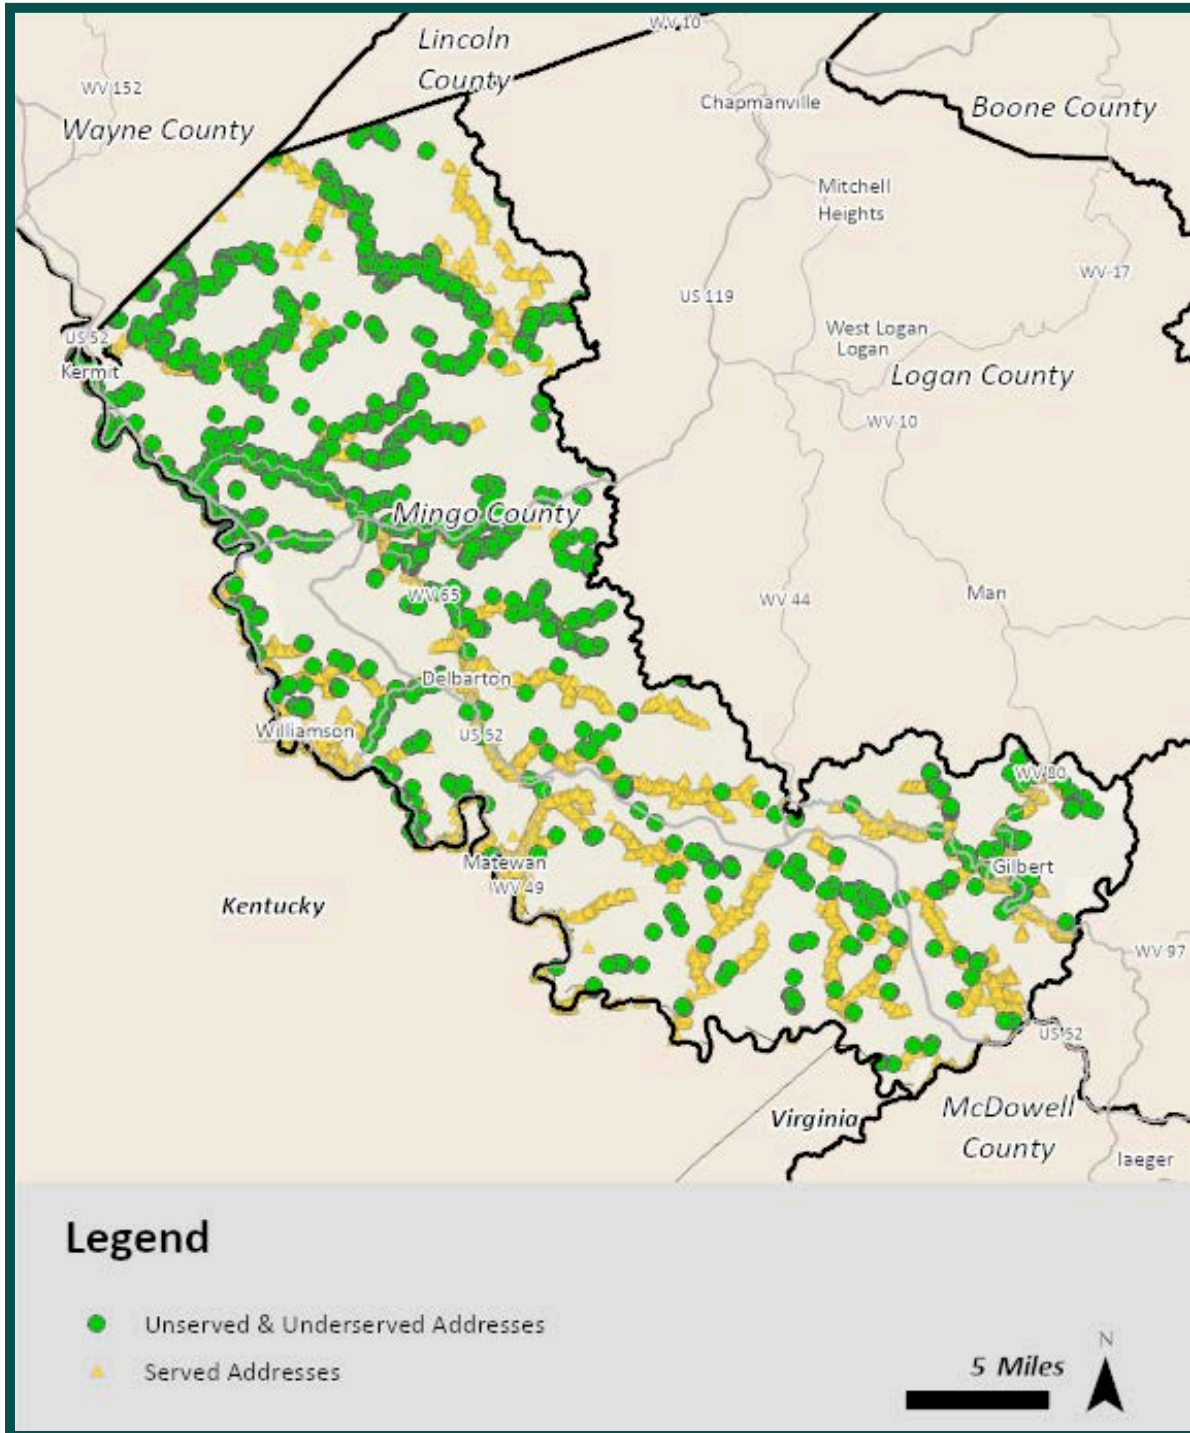 WV 10
Lincoln
County
WV 152
Chapmanville
Boone County
Wayne County
Mitchell
Heights
WV 17
US 119
West Logan
Logan
US 52
Kermit
Logan County
WV 10
Mingo County
WV 65
WV 44
Man
Delbarton
Williamson
US 52
WV 80
Matewan
WV 49
Gilbert
Kentucky
WV 97
US 52
Virginia
McDowell
County
Iaeger
Legend
Unserved & Underserved Addresses
Served Addresses
5 Miles
N